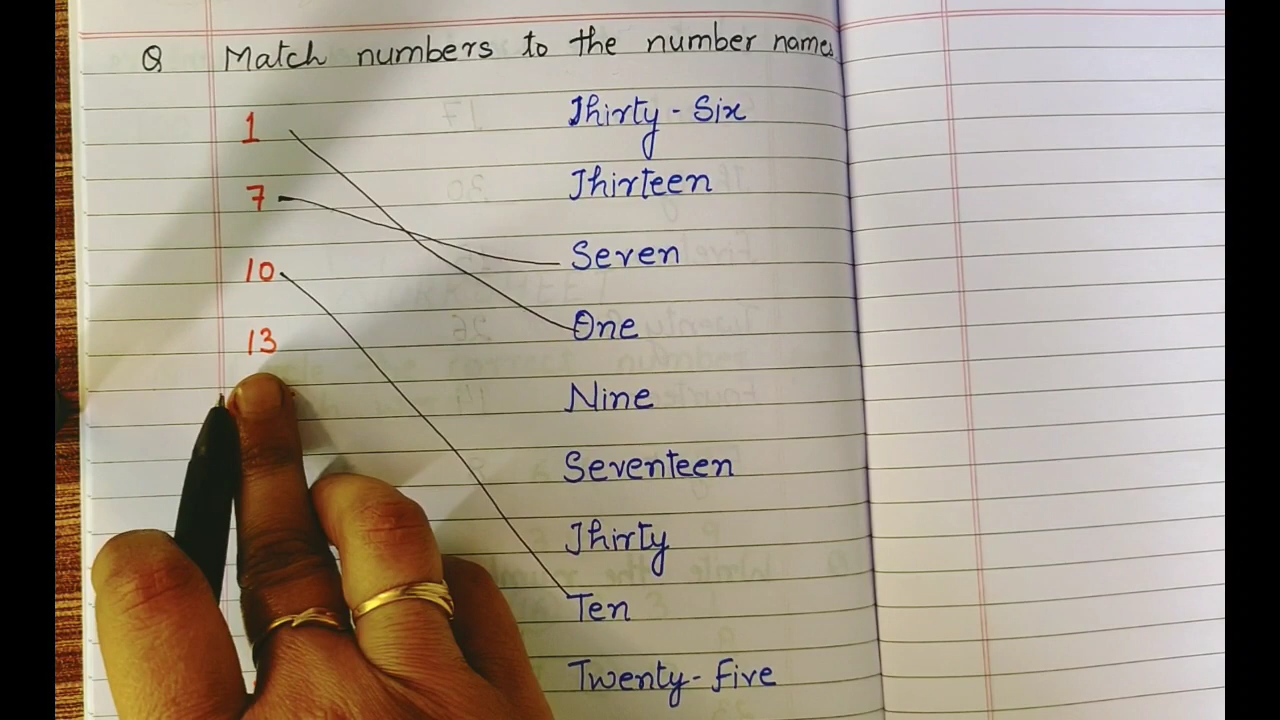 Q Match numbers to the number names
1 Thirty-Six
7 Thirteen
10 Seven
13 One
Nine
Seventeen
Thirty
Ten
Twenty-Five